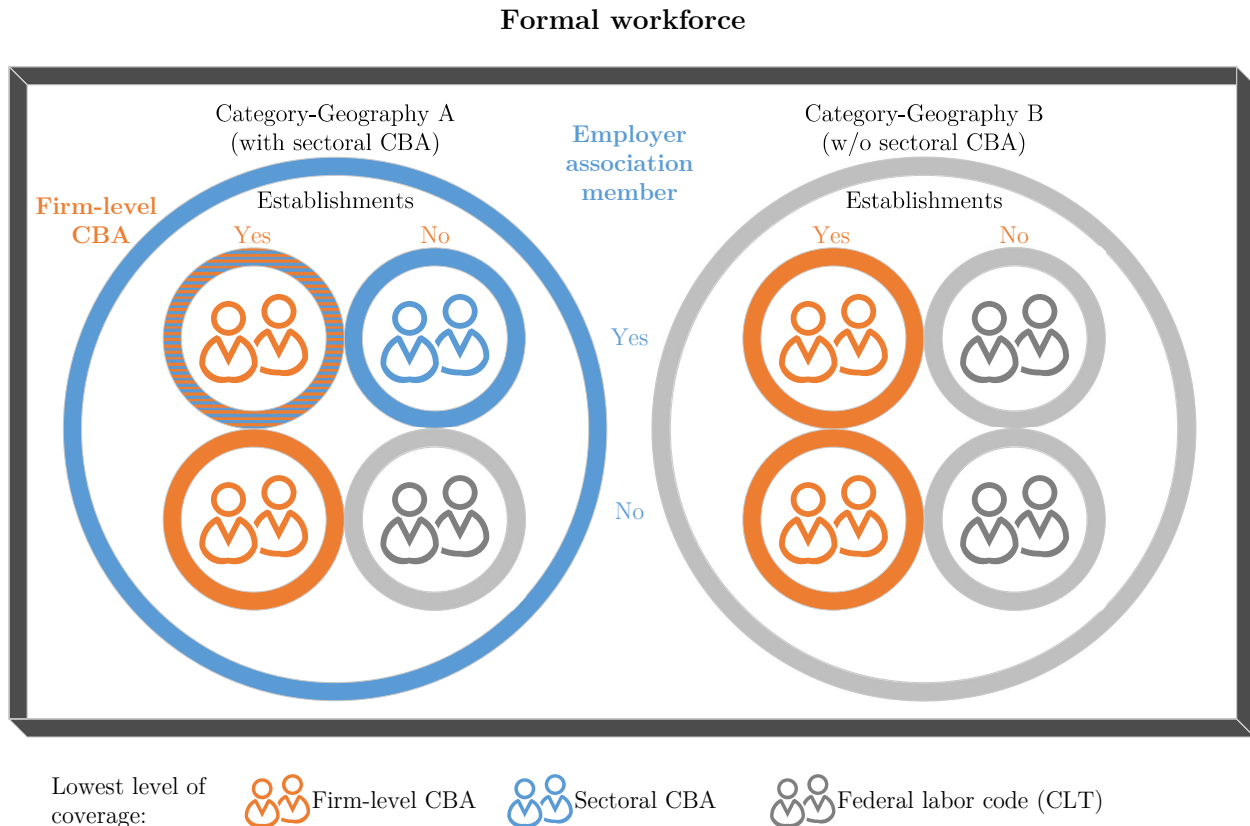 Formal workforce
Category-Geography A
(with sectoral CBA)
Employer
association
member
Category-Geography B
(w/o sectoral CBA)
Firm-level
CBA
Establishments
Yes
No
Establishments
Yes
No
Yes
No
Lowest level of
coverage:
Firm-level CBA
Sectoral CBA
Federal labor code (CLT)